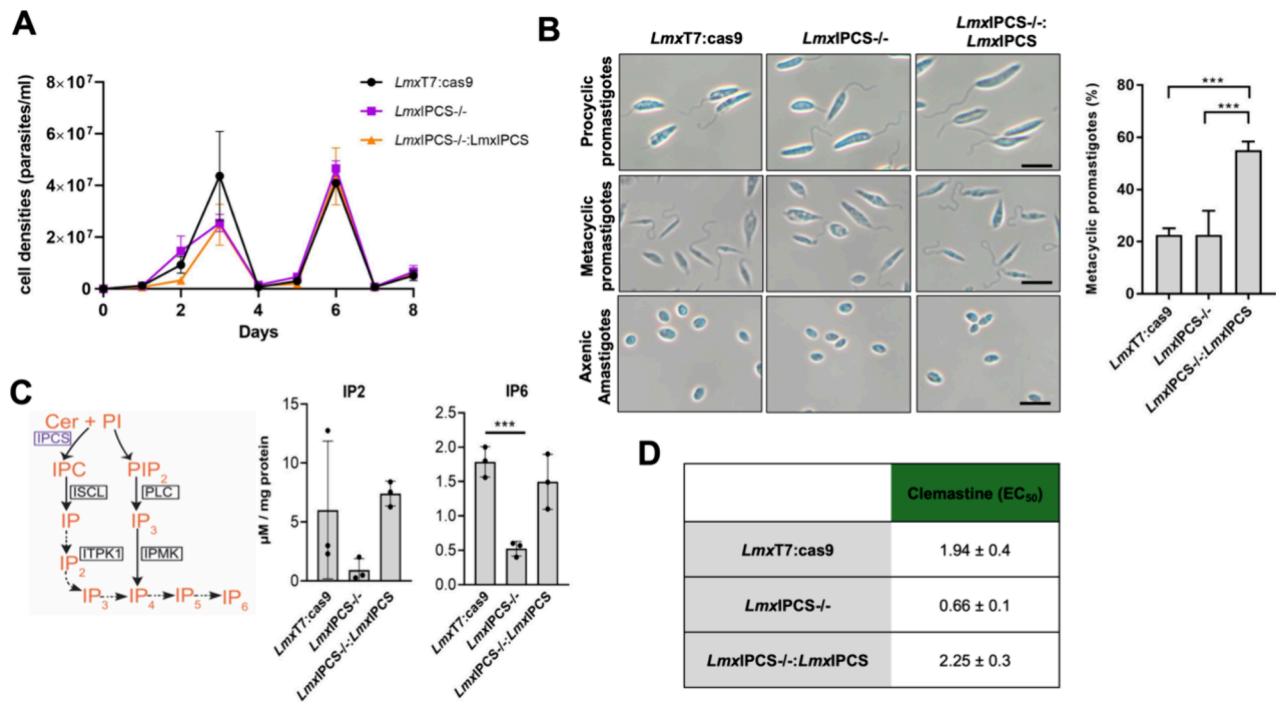 A
8×10⁷
6×10⁷
4×10⁷
2×10⁷
0
cell densities (parasites/ml)
0 2 4 6 8
Days
LmxT7:cas9
LmxIPCS-/-
LmxIPCS-/-:LmxIPCS
B
LmxT7:cas9
LmxIPCS-/-
LmxIPCS-/-:
LmxIPCS
Procyclic
promastigotes
Metacyclic
promastigotes
Axenic
Amastigotes
Metacyclic promastigotes (%)
80
60
40
20
0
***
***
LmxT7:cas9
LmxIPCS-/-
LmxIPCS-/-:LmxIPCS
C
Cer + PI
IPCS
IPC PIP₂
ISCL PLC
IP IP₃
ITPK1 IPMK
IP₂
IP₃ IP₄ IP₅ IP₆
IP2
µM / mg protein
15
10
5
0
LmxT7:cas9
LmxIPCS-/-
LmxIPCS-/-:LmxIPCS
IP6
2.5
2.0
1.5
1.0
0.5
0.0
***
LmxT7:cas9
LmxIPCS-/-
LmxIPCS-/-:LmxIPCS
D
Clemastine (EC₅₀)
LmxT7:cas9 1.94 ± 0.4
LmxIPCS-/- 0.66 ± 0.1
LmxIPCS-/-:LmxIPCS 2.25 ± 0.3